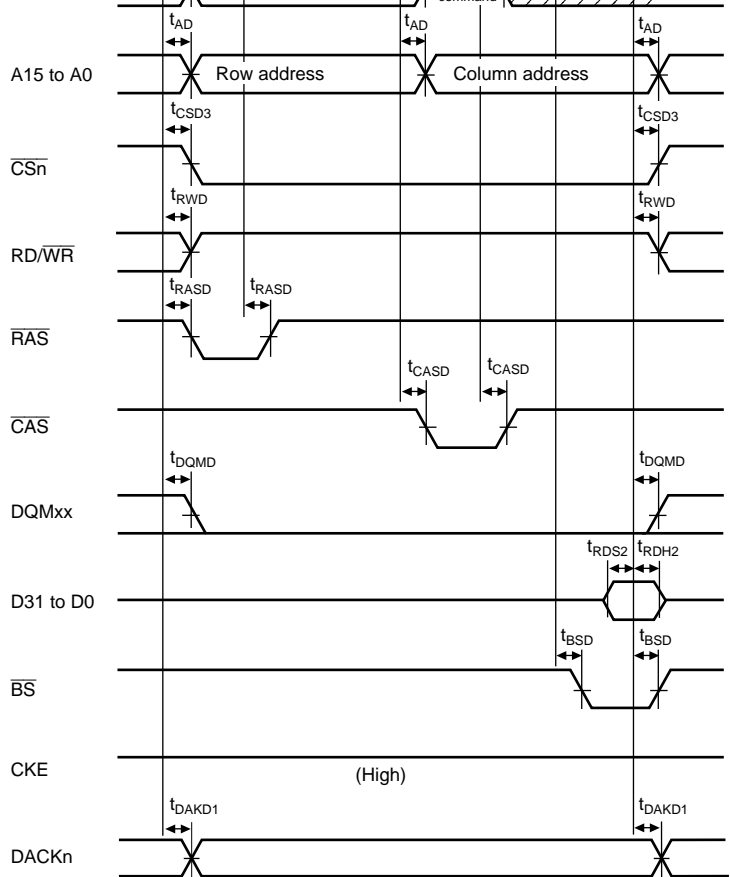 command
tAD tAD tAD
A15 to A0 Row address Column address
tCSD3 tCSD3
CSn
tRWD tRWD
RD/WR
tRASD tRASD
RAS
tCASD tCASD
CAS
tDQMD tDQMD
DQMxx
tRDS2 tRDH2
D31 to D0
tBSD tBSD
BS
CKE (High)
tDAKD1 tDAKD1
DACKn